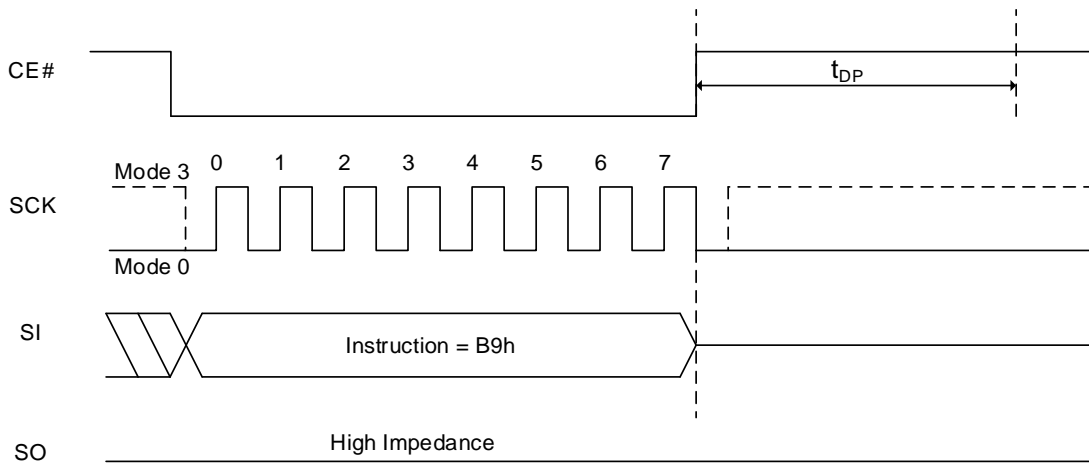 CE#
tDP
Mode 3
0 1 2 3 4 5 6 7
SCK
Mode 0
SI
Instruction = B9h
SO
High Impedance